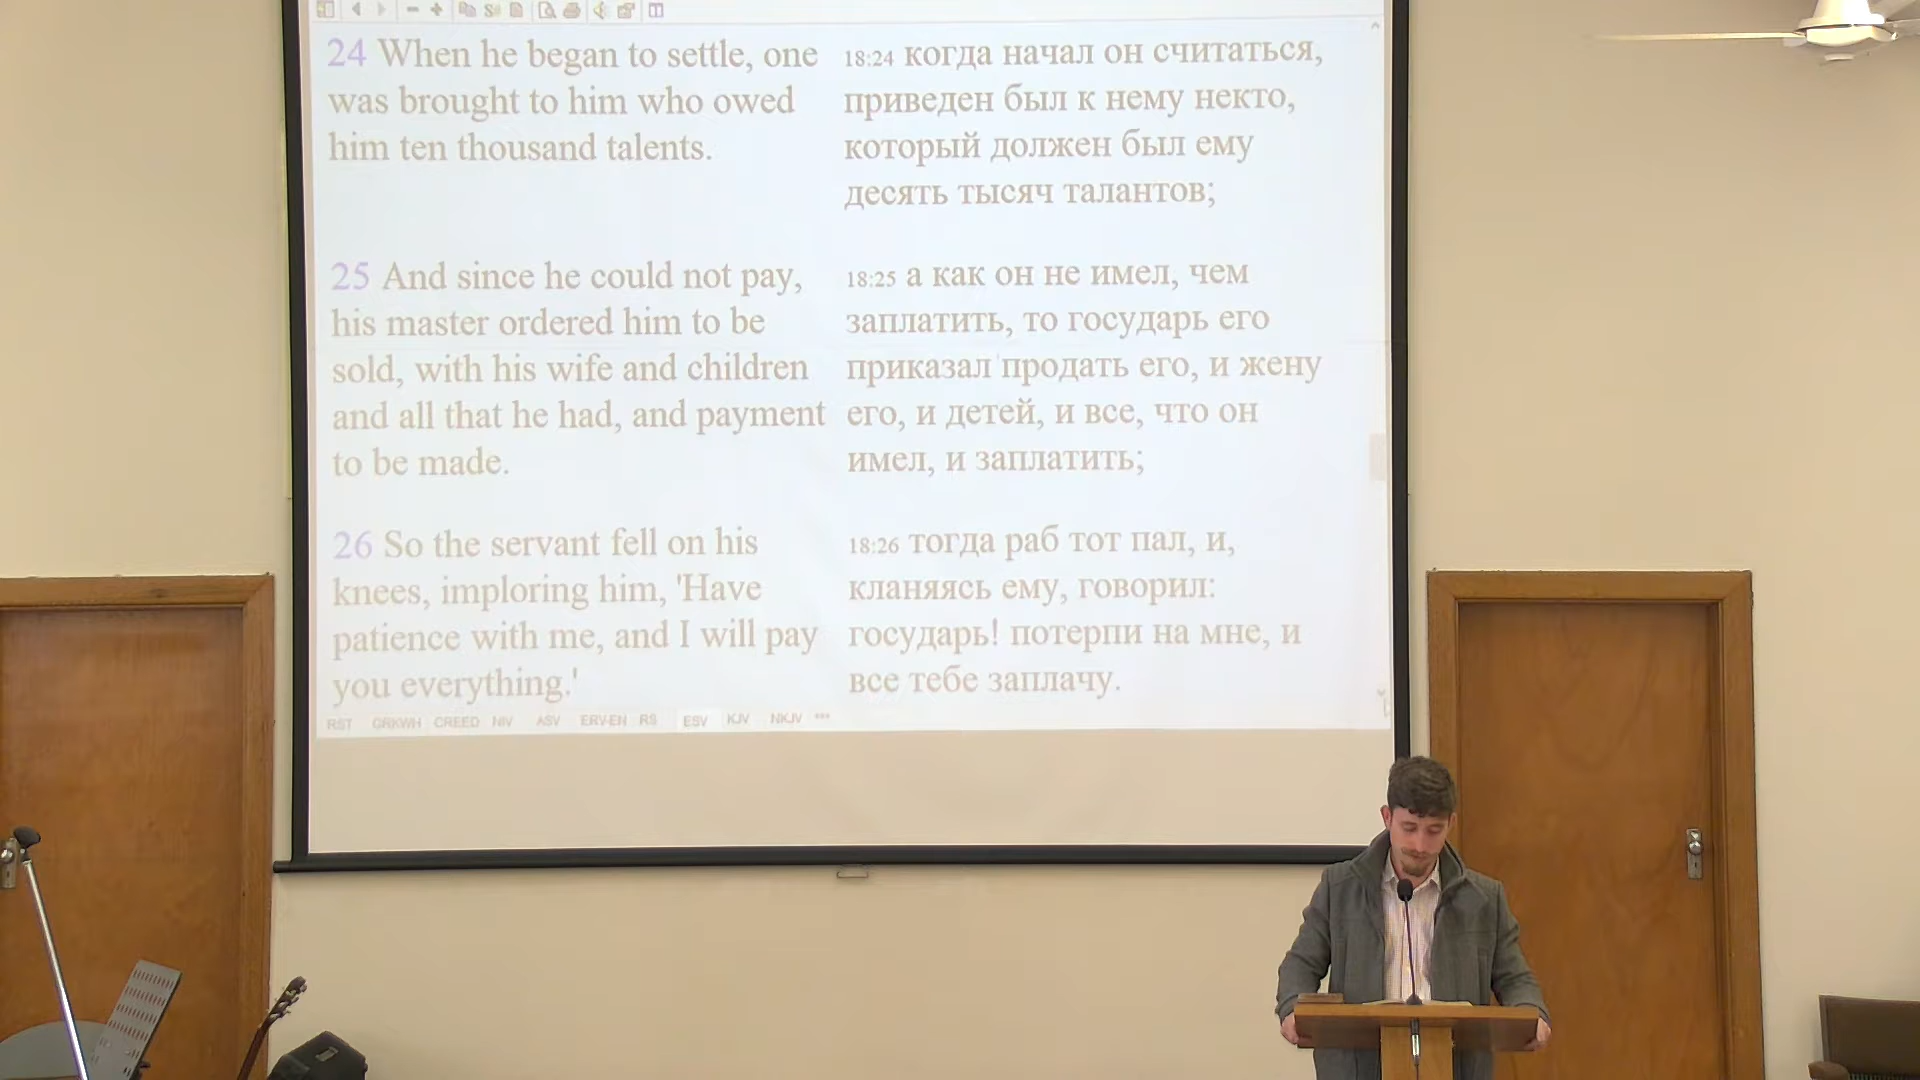 24 When he began to settle, one
was brought to him who owed
him ten thousand talents.
18:24 когда начал он считаться,
приведен был к нему некто,
который должен был ему
десять тысяч талантов;
25 And since he could not pay,
his master ordered him to be
sold, with his wife and children
and all that he had, and payment
to be made.
18:25 а как он не имел, чем
заплатить, то государь его
приказал продать его, и жену
его, и детей, и все, что он
имел, и заплатить;
26 So the servant fell on his
knees, imploring him, 'Have
patience with me, and I will pay
you everything.'
18:26 тогда раб тот пал, и,
кланяясь ему, говорил:
государь! потерпи на мне, и
все тебе заплачу.
RST GRKWH CREED NIV ASV ERV-EN RS ESV KJV NKJV ...